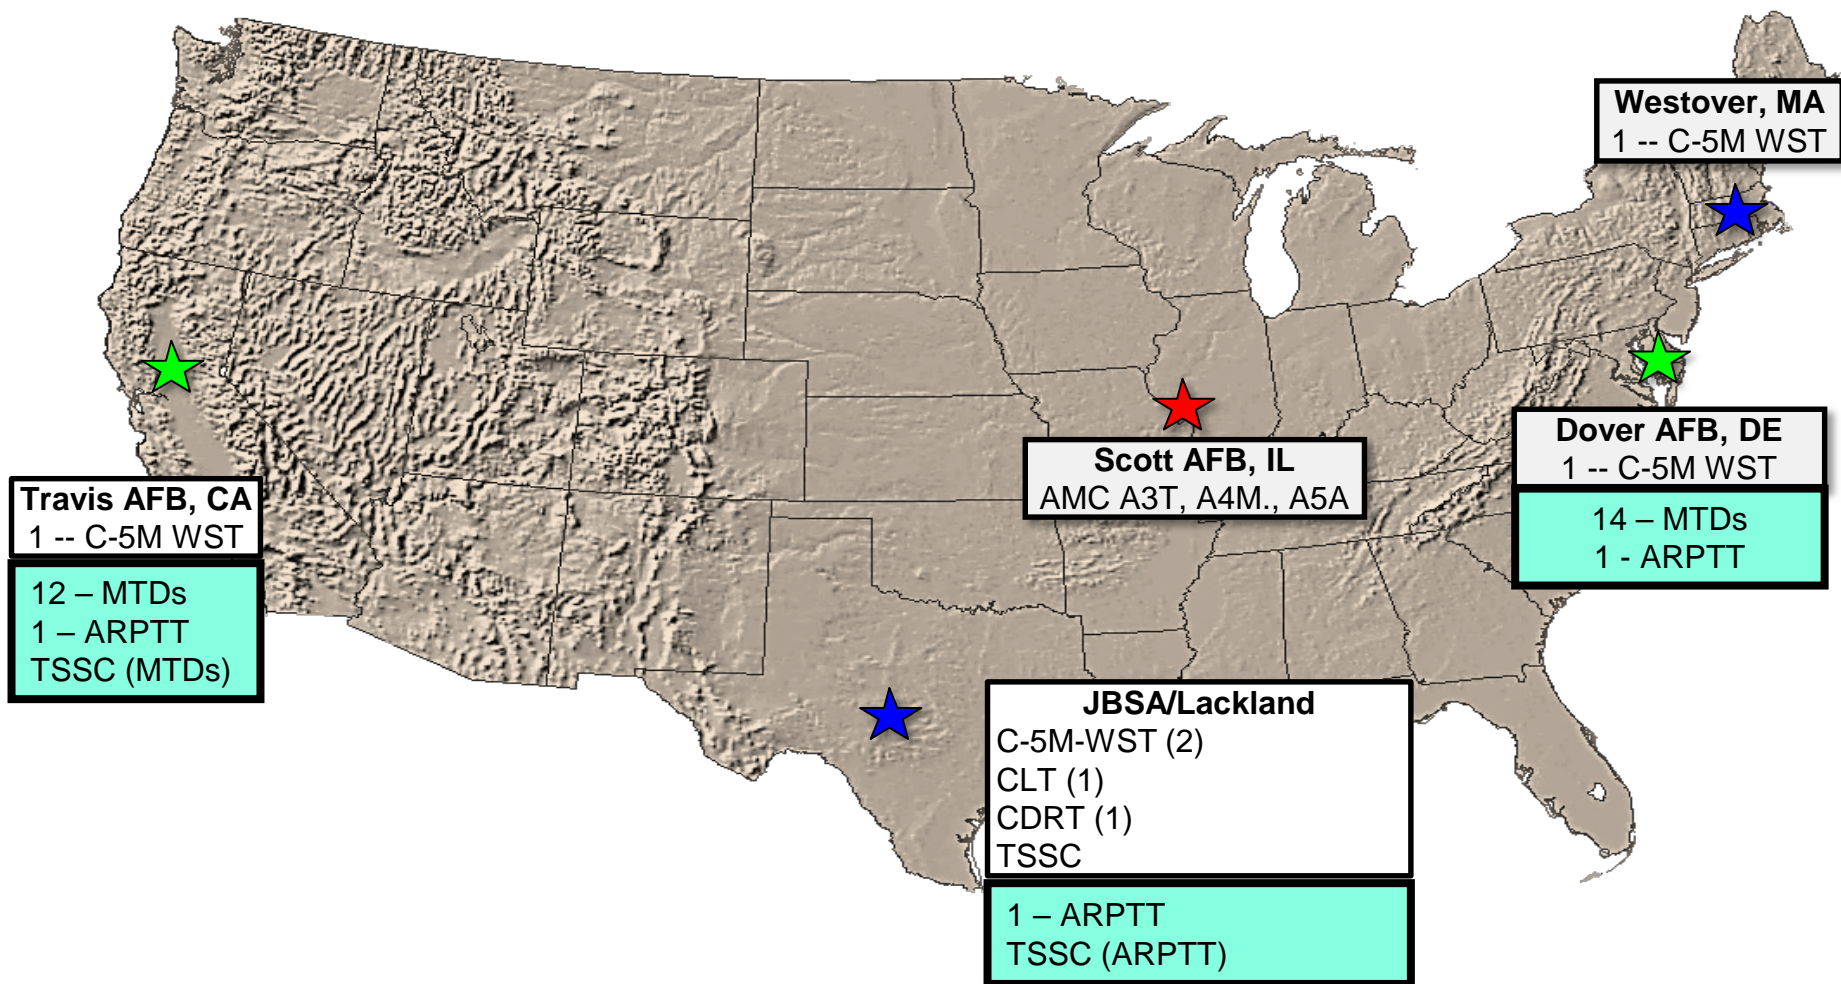 Westover, MA
1 -- C-5M WST
Dover AFB, DE
1 -- C-5M WST
14 – MTDs
1 - ARPTT
Scott AFB, IL
AMC A3T, A4M., A5A
Travis AFB, CA
1 -- C-5M WST
12 – MTDs
1 – ARPTT
TSSC (MTDs)
JBSA/Lackland
C-5M-WST (2)
CLT (1)
CDRT (1)
TSSC
1 – ARPTT
TSSC (ARPTT)